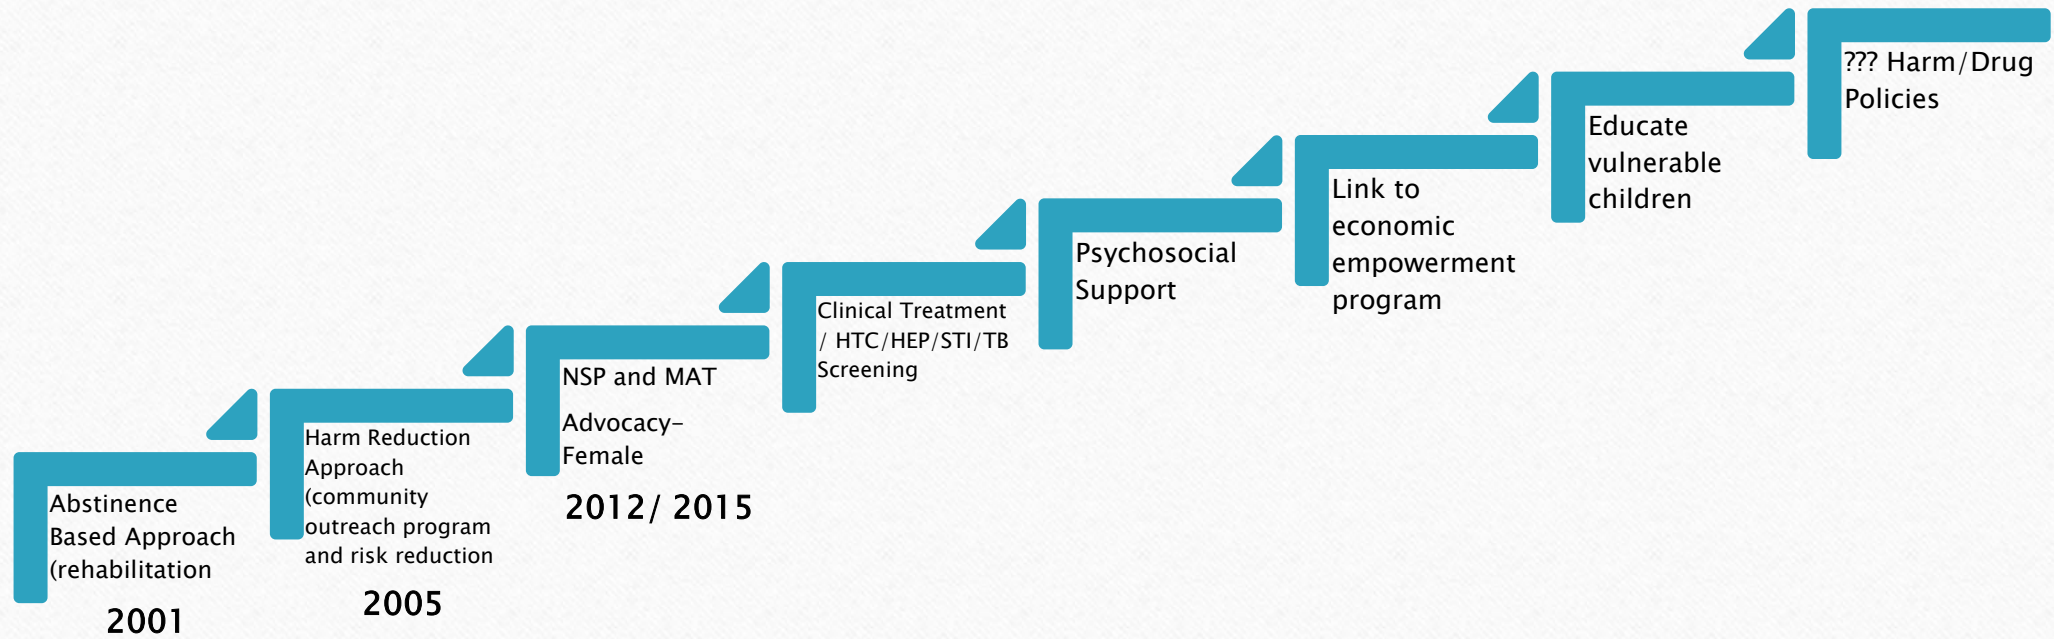 Abstinence
Based Approach
(rehabilitation
2001
Harm Reduction
Approach
(community
outreach program
and risk reduction
2005
NSP and MAT
Advocacy-
Female
2012/ 2015
Clinical Treatment
/ HTC/HEP/STI/TB
Screening
Psychosocial
Support
Link to
economic
empowerment
program
Educate
vulnerable
children
??? Harm/Drug
Policies